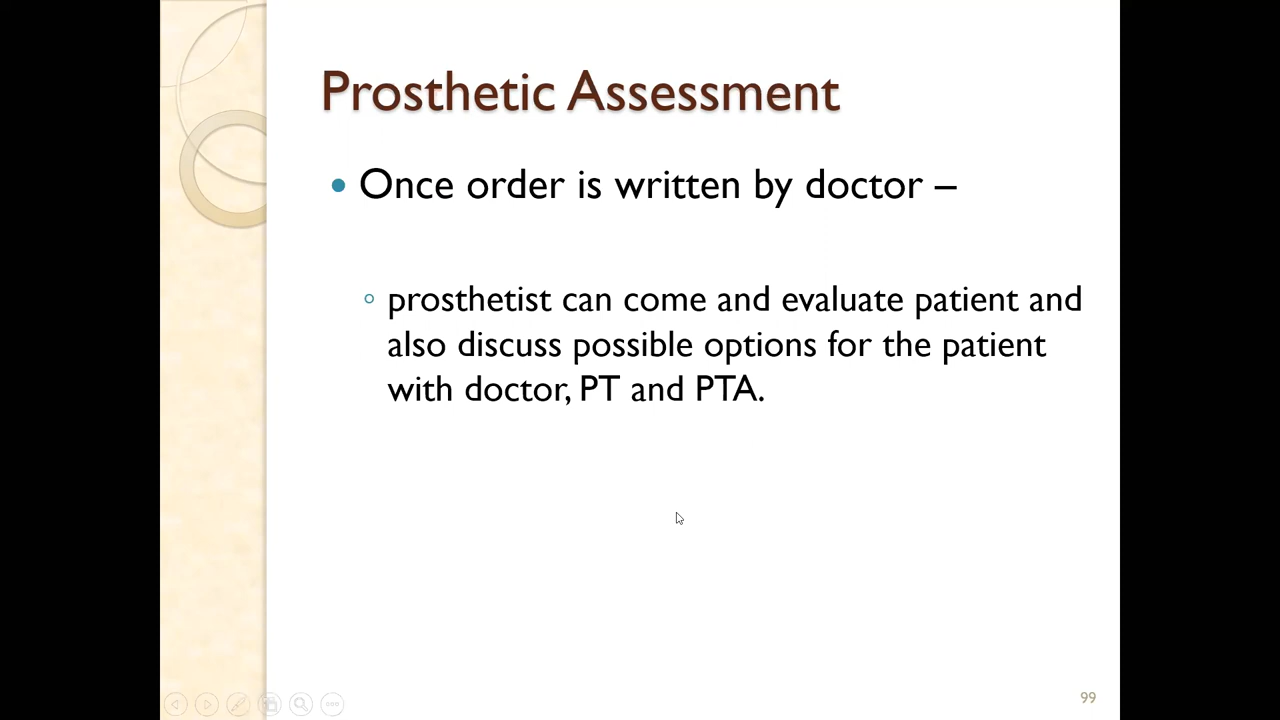 Prosthetic Assessment
• Once order is written by doctor –
◦ prosthetist can come and evaluate patient and
also discuss possible options for the patient
with doctor, PT and PTA.
99